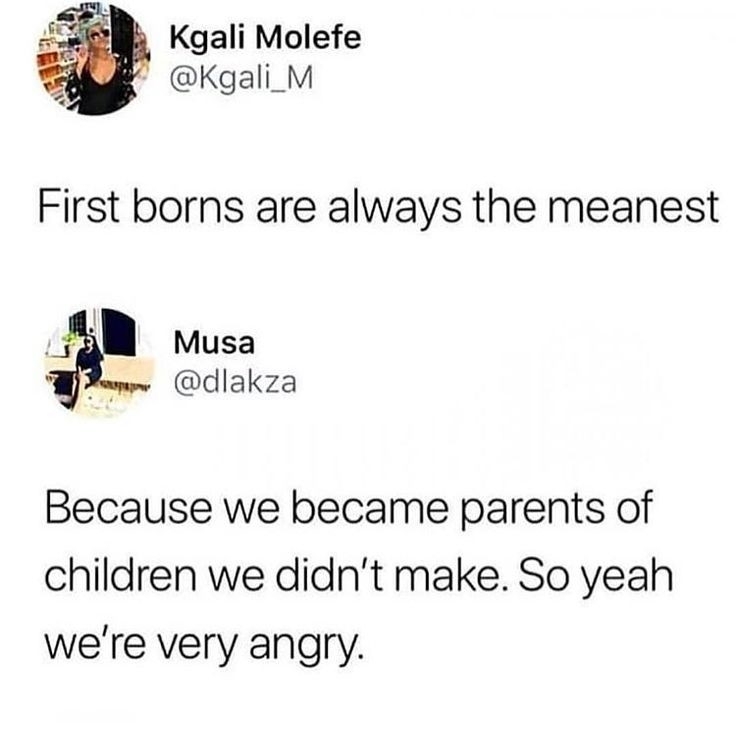 Kgali Molefe
@Kgali_M
First borns are always the meanest
Musa
@dlakza
Because we became parents of
children we didn't make. So yeah
we're very angry.